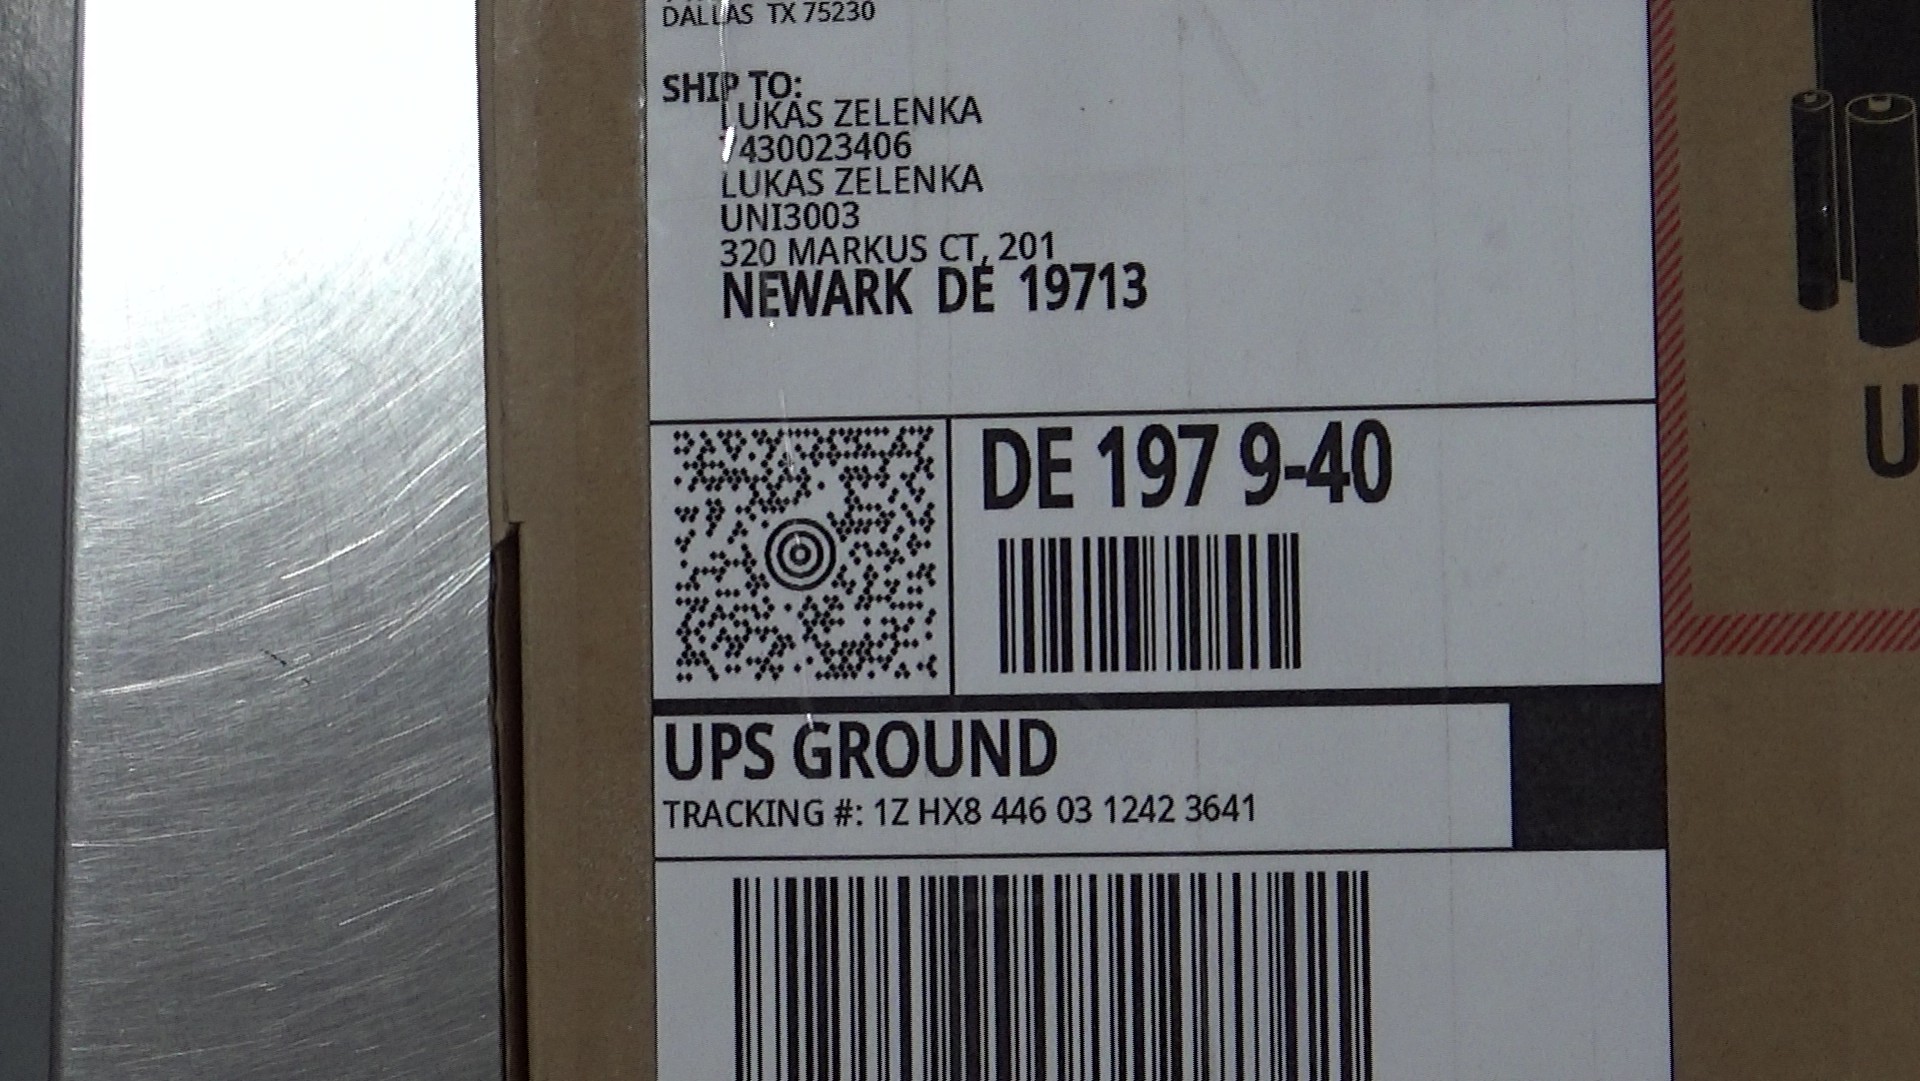 DALLAS TX 75230
SHIP TO:
LUKAS ZELENKA
7430023406
LUKAS ZELENKA
UNI3003
320 MARKUS CT, 201
NEWARK DE 19713
DE 197 9-40
UPS GROUND
TRACKING #: 1Z HX8 446 03 1242 3641
U